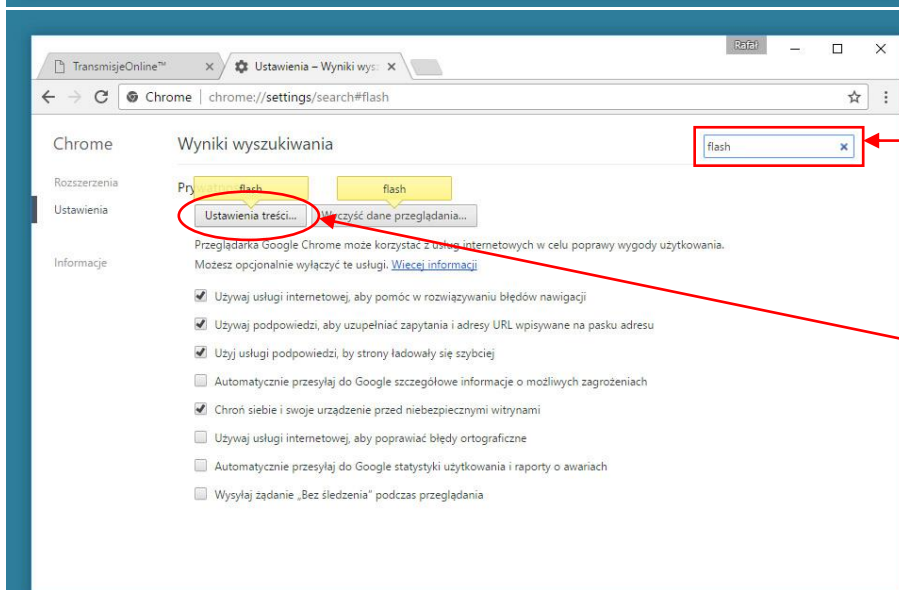 Rafał
TransmisjeOnline™
Ustawienia – Wyniki wys
Chrome | chrome://settings/search#flash
Chrome
Wyniki wyszukiwania
flash
Rozszerzenia
flash
flash
Ustawienia
Ustawienia treści...
Wyczyść dane przeglądania...
Przeglądarka Google Chrome może korzystać z usług internetowych w celu poprawy wygody użytkowania.
Informacje
Możesz opcjonalnie wyłączyć te usługi. Więcej informacji
Używaj usługi internetowej, aby pomóc w rozwiązywaniu błędów nawigacji
Używaj podpowiedzi, aby uzupełniać zapytania i adresy URL wpisywane na pasku adresu
Użyj usługi podpowiedzi, by strony ładowały się szybciej
Automatycznie przesyłaj do Google szczegółowe informacje o możliwych zagrożeniach
Chroń siebie i swoje urządzenie przed niebezpiecznymi witrynami
Używaj usługi internetowej, aby poprawiać błędy ortograficzne
Automatycznie przesyłaj do Google statystyki użytkowania i raporty o awariach
Wysyłaj żądanie „Bez śledzenia” podczas przeglądania